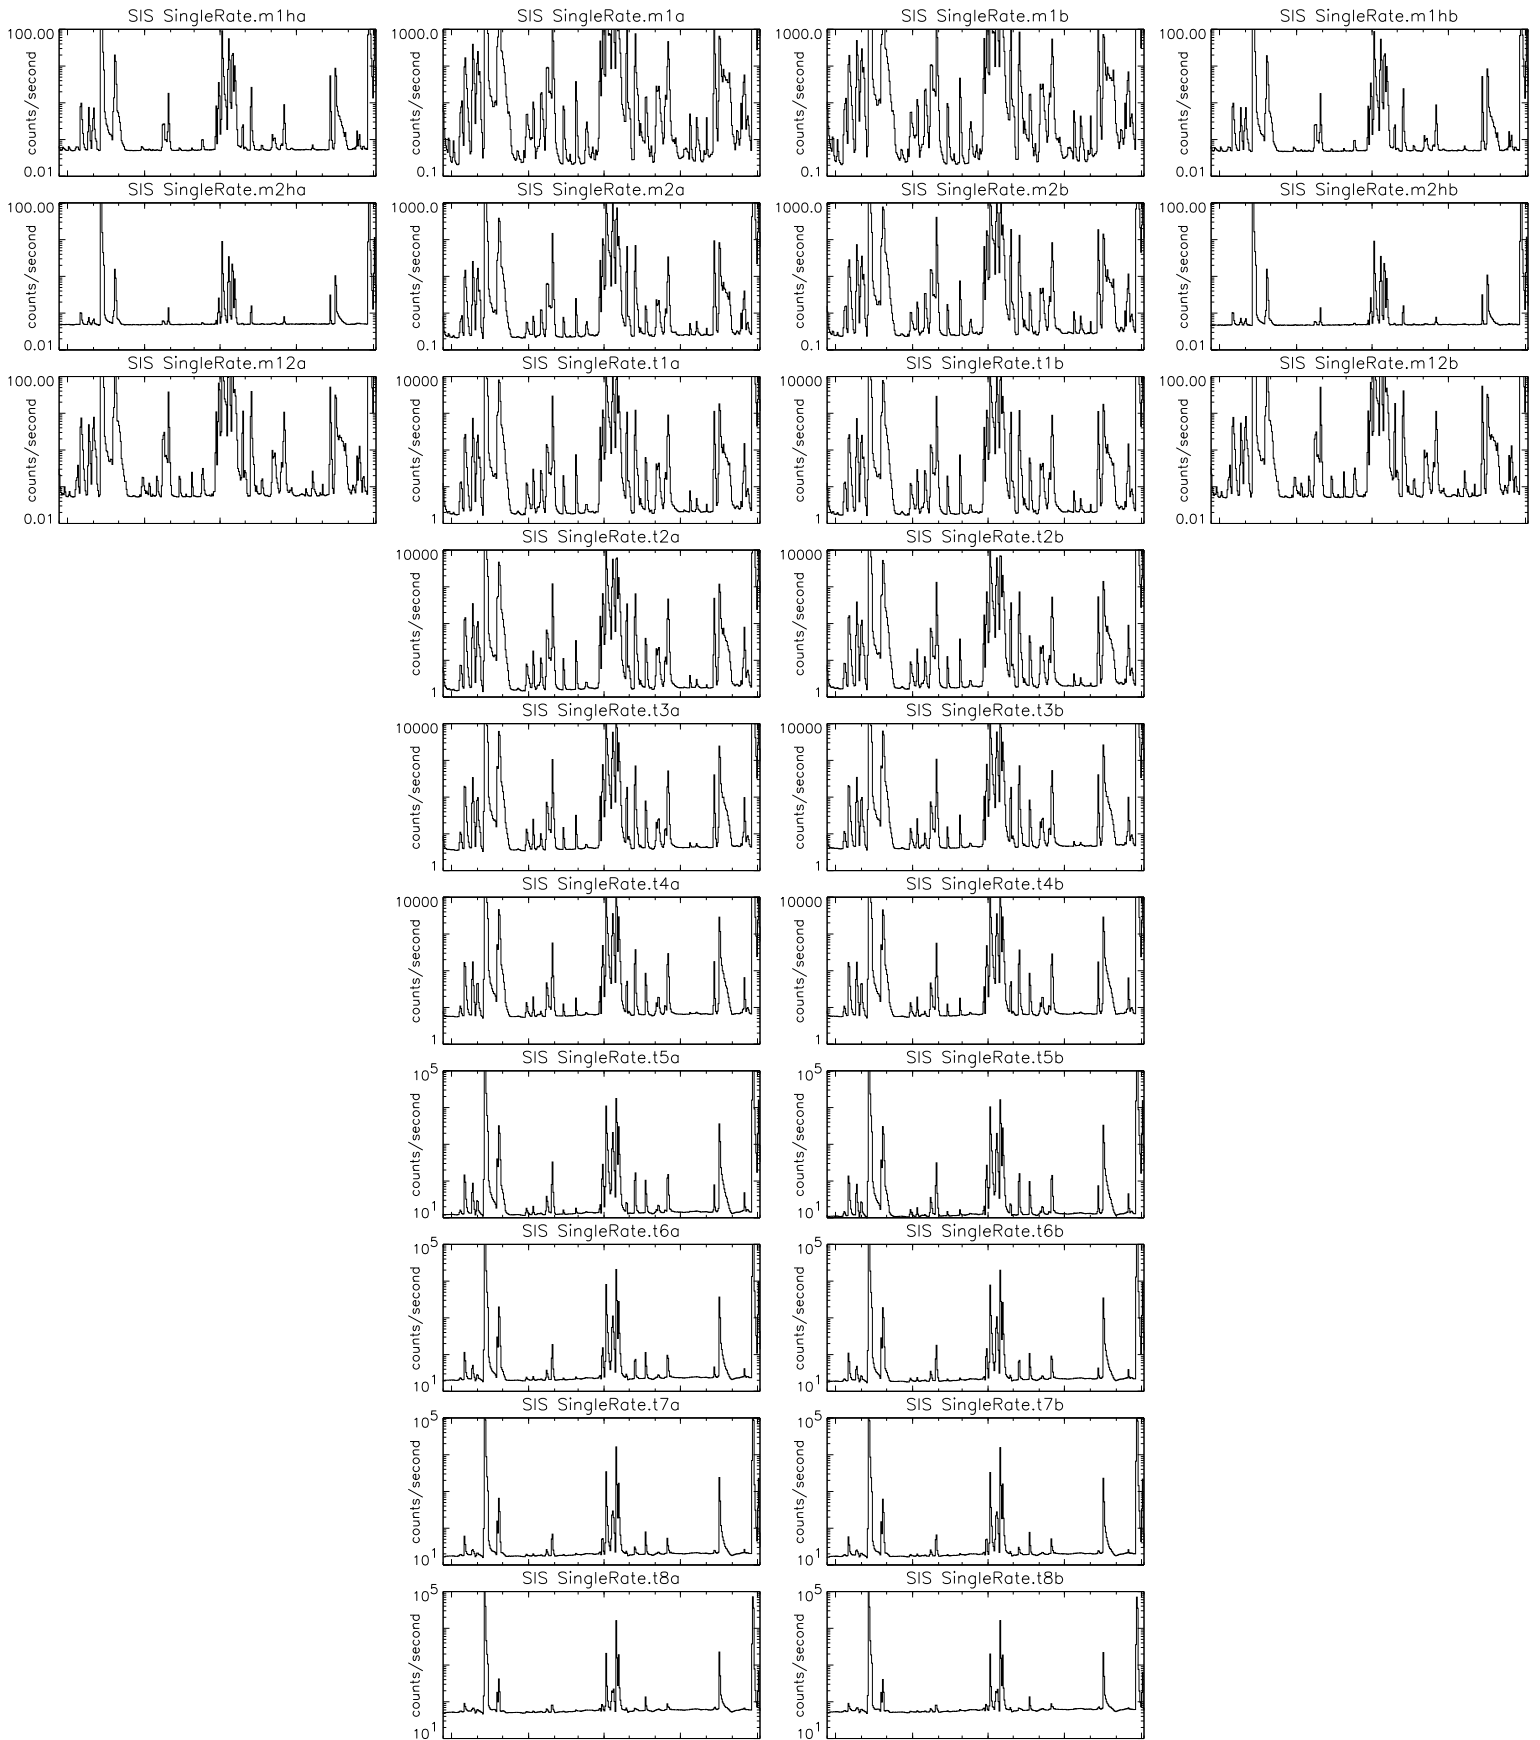 SIS SingleRate.m1ha SIS SingleRate.m1a SIS SingleRate.m1b SIS SingleRate.m1hb
100.00 1000.0 1000.0 100.00
counts/second counts/second counts/second counts/second
0.01 0.1 0.1 0.01
SIS SingleRate.m2ha SIS SingleRate.m2a SIS SingleRate.m2b SIS SingleRate.m2hb
100.00 1000.0 1000.0 100.00
counts/second counts/second counts/second counts/second
0.01 0.1 0.1 0.01
SIS SingleRate.m12a SIS SingleRate.t1a SIS SingleRate.t1b SIS SingleRate.m12b
100.00 10000 10000 100.00
counts/second counts/second counts/second counts/second
0.01 1 1 0.01
SIS SingleRate.t2a SIS SingleRate.t2b
10000 10000
counts/second counts/second
1 1
SIS SingleRate.t3a SIS SingleRate.t3b
10000 10000
counts/second counts/second
1 1
SIS SingleRate.t4a SIS SingleRate.t4b
10000 10000
counts/second counts/second
1 1
SIS SingleRate.t5a SIS SingleRate.t5b
10^5 10^5
counts/second counts/second
10^1 10^1
SIS SingleRate.t6a SIS SingleRate.t6b
10^5 10^5
counts/second counts/second
10^1 10^1
SIS SingleRate.t7a SIS SingleRate.t7b
10^5 10^5
counts/second counts/second
10^1 10^1
SIS SingleRate.t8a SIS SingleRate.t8b
10^5 10^5
counts/second counts/second
10^1 10^1